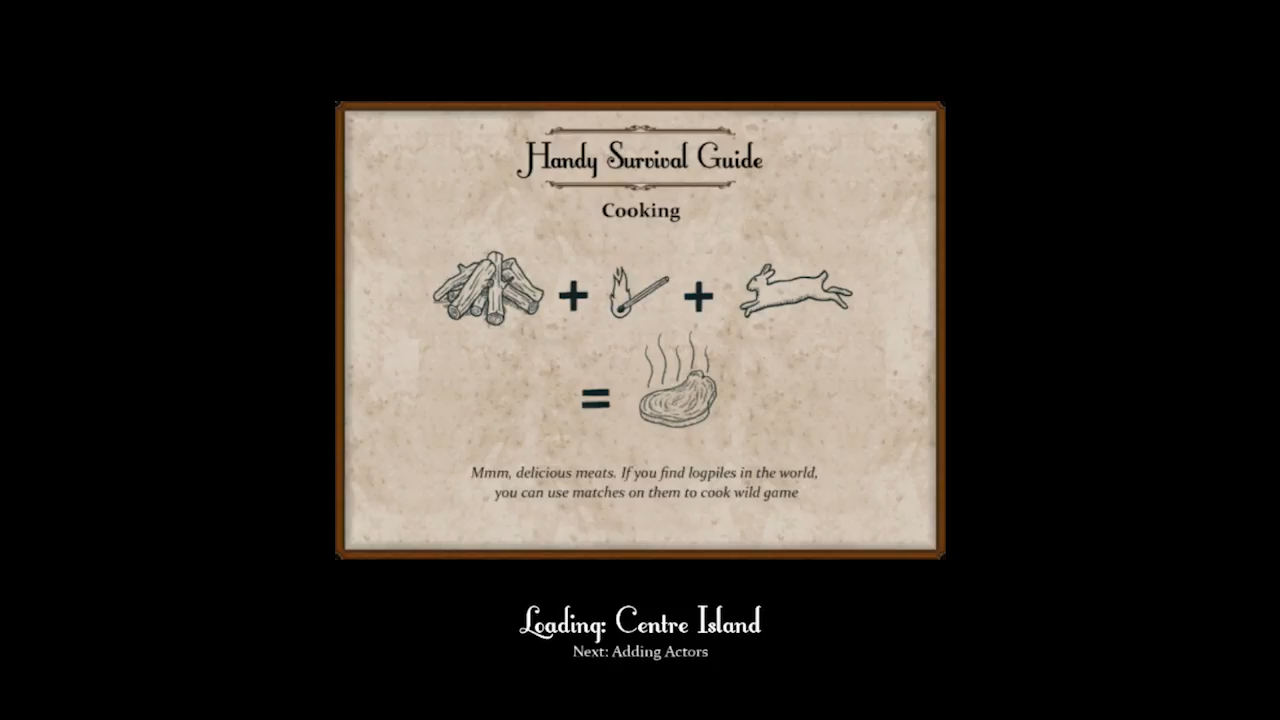 Handy Survival Guide
Cooking
+ +
=
Mmm, delicious meats. If you find logpiles in the world,
you can use matches on them to cook wild game
Loading: Centre Island
Next: Adding Actors